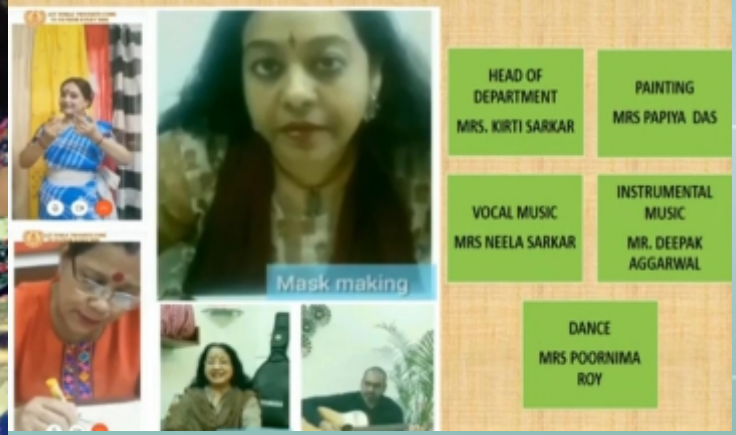 Mask making
HEAD OF
DEPARTMENT
MRS. KIRTI SARKAR
PAINTING
MRS PAPIYA DAS
VOCAL MUSIC
MRS NEELA SARKAR
INSTRUMENTAL
MUSIC
MR. DEEPAK
AGGARWAL
DANCE
MRS POORNIMA
ROY